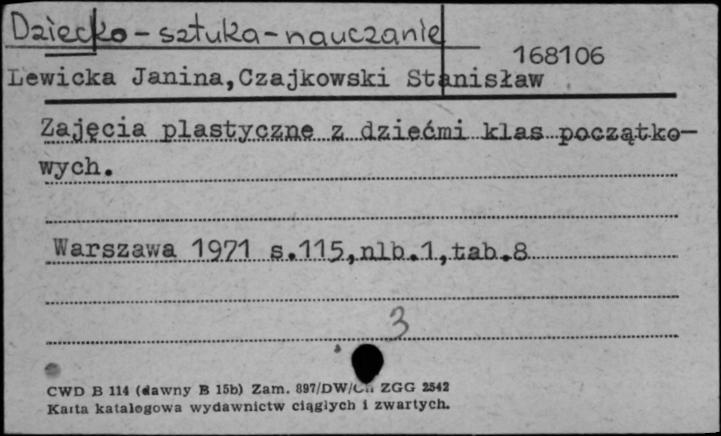 Dziecko - sztuka - nauczanie
168106
Lewicka Janina,Czajkowski Stanisław
Zajęcia plastyczne z dziećmi klas początko-
wych.
Warszawa 1971 s.115,nlb.1,tab.8
3
CWD B 114 (dawny B 15b) Zam. 897/DW/ ZGG 2542
Karta katalogowa wydawnictw ciągłych i zwartych.